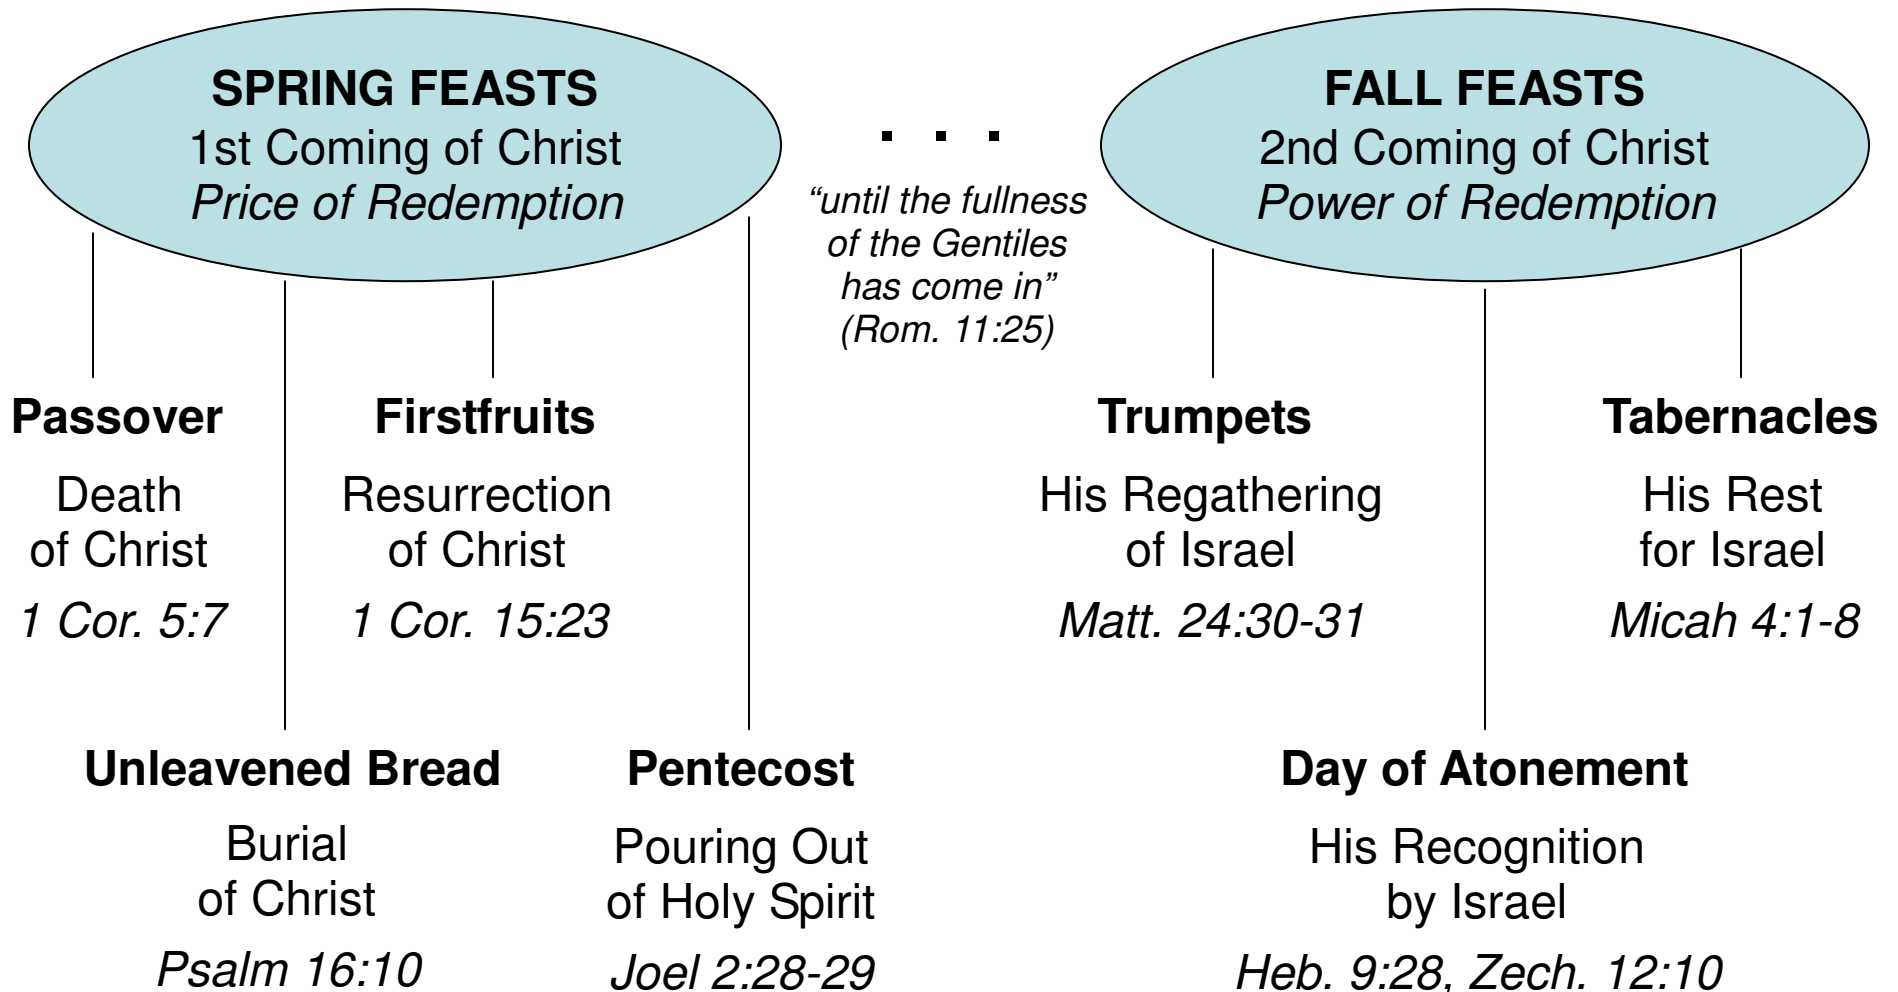 SPRING FEASTS
1st Coming of Christ
Price of Redemption
. . .
“until the fullness
of the Gentiles
has come in”
(Rom. 11:25)
FALL FEASTS
2nd Coming of Christ
Power of Redemption
Passover
Death
of Christ
1 Cor. 5:7
Unleavened Bread
Burial
of Christ
Psalm 16:10
Firstfruits
Resurrection
of Christ
1 Cor. 15:23
Pentecost
Pouring Out
of Holy Spirit
Joel 2:28-29
Trumpets
His Regathering
of Israel
Matt. 24:30-31
Day of Atonement
His Recognition
by Israel
Heb. 9:28, Zech. 12:10
Tabernacles
His Rest
for Israel
Micah 4:1-8